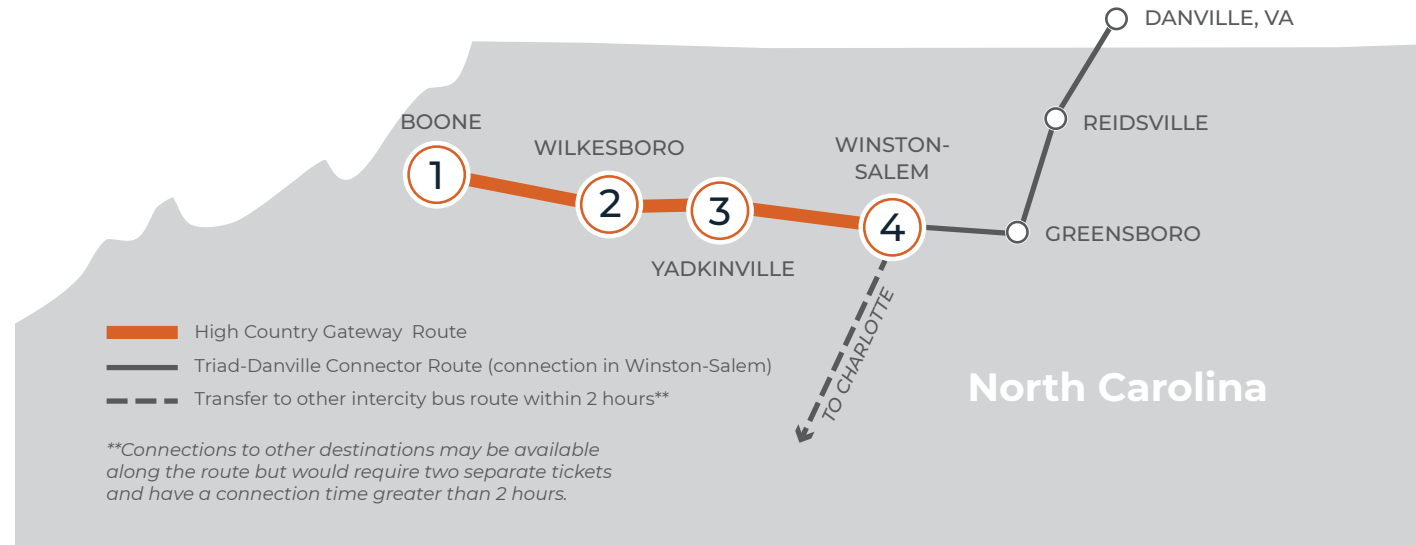 DANVILLE, VA
BOONE
REIDSVILLE
WILKESBORO
WINSTON-
SALEM
1
2
3
4
GREENSBORO
YADKINVILLE
TO CHARLOTTE
High Country Gateway Route
Triad-Danville Connector Route (connection in Winston-Salem)
Transfer to other intercity bus route within 2 hours**
North Carolina
**Connections to other destinations may be available
along the route but would require two separate tickets
and have a connection time greater than 2 hours.